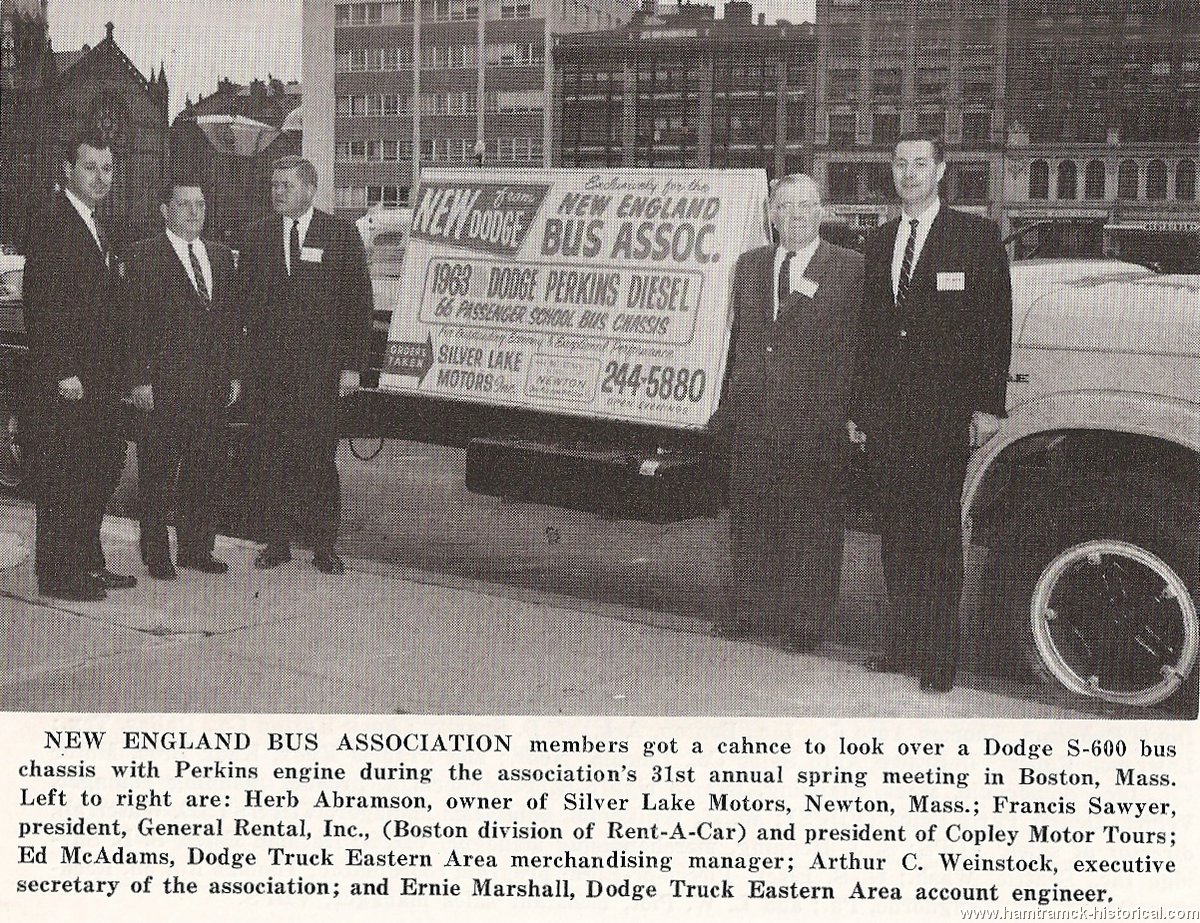 NEW from DODGE
Exclusively for the
NEW ENGLAND
BUS ASSOC.
1963 DODGE PERKINS DIESEL
66 PASSENGER SCHOOL BUS CHASSIS
For Outstanding Economy & Exceptional Performance
ORDERS TAKEN
SILVER LAKE
MOTORS Inc.
NEWTON
244-5880
OPEN EVENINGS
NEW ENGLAND BUS ASSOCIATION members got a cahnce to look over a Dodge S-600 bus
chassis with Perkins engine during the association's 31st annual spring meeting in Boston, Mass.
Left to right are: Herb Abramson, owner of Silver Lake Motors, Newton, Mass.; Francis Sawyer,
president, General Rental, Inc., (Boston division of Rent-A-Car) and president of Copley Motor Tours;
Ed McAdams, Dodge Truck Eastern Area merchandising manager; Arthur C. Weinstock, executive
secretary of the association; and Ernie Marshall, Dodge Truck Eastern Area account engineer.
www.hamtramck-historical.com